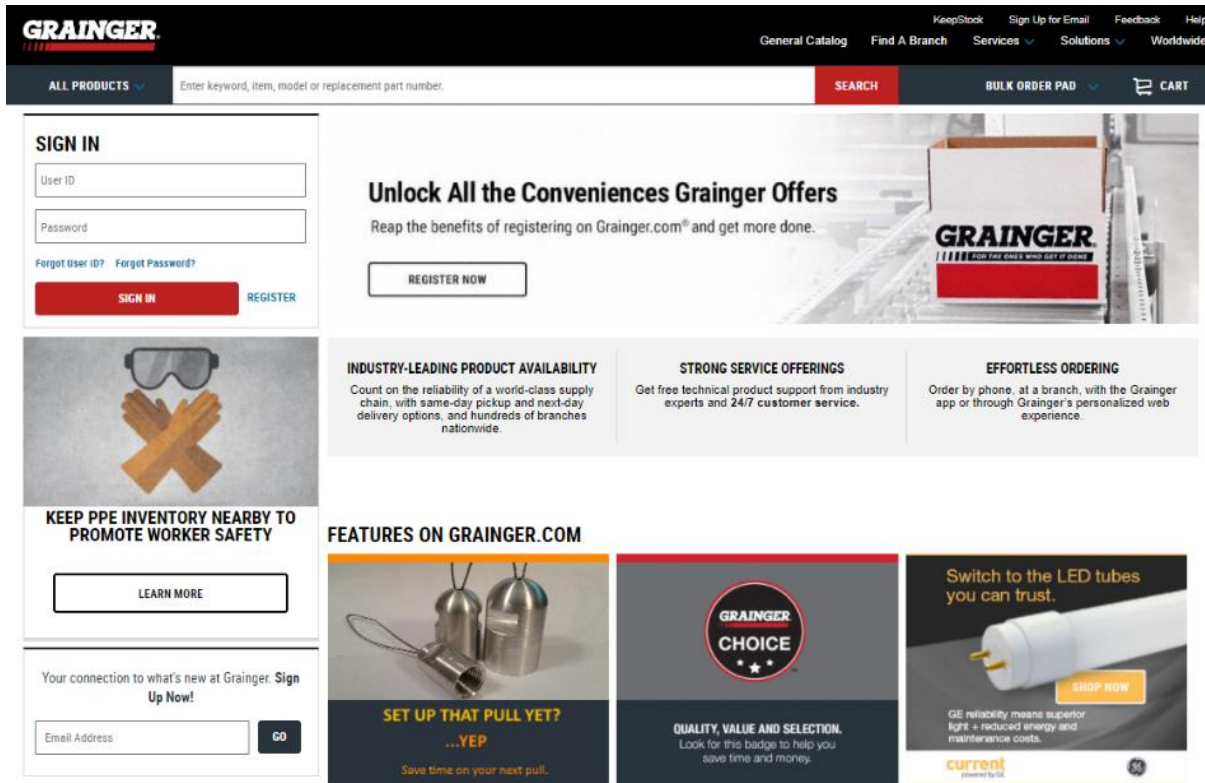 GRAINGER.
KeepStock Sign Up for Email Feedback Help
General Catalog Find A Branch Services Solutions Worldwide
ALL PRODUCTS Enter keyword, item, model or replacement part number. SEARCH BULK ORDER PAD CART
SIGN IN
User ID
Password
Forgot User ID? Forgot Password?
SIGN IN REGISTER
Unlock All the Conveniences Grainger Offers
Reap the benefits of registering on Grainger.com® and get more done.
REGISTER NOW
GRAINGER.
FOR THE ONES WHO GET IT DONE
INDUSTRY-LEADING PRODUCT AVAILABILITY
Count on the reliability of a world-class supply
chain, with same-day pickup and next-day
delivery options, and hundreds of branches
nationwide.
STRONG SERVICE OFFERINGS
Get free technical product support from industry
experts and 24/7 customer service.
EFFORTLESS ORDERING
Order by phone, at a branch, with the Grainger
app or through Grainger's personalized web
experience.
KEEP PPE INVENTORY NEARBY TO
PROMOTE WORKER SAFETY
LEARN MORE
Your connection to what's new at Grainger. Sign
Up Now!
Email Address GO
FEATURES ON GRAINGER.COM
SET UP THAT PULL YET?
...YEP
Save time on your next pull.
GRAINGER
CHOICE
QUALITY, VALUE AND SELECTION.
Look for this badge to help you
save time and money.
Switch to the LED tubes
you can trust.
SHOP NOW
GE reliability means superior
light + reduced energy and
maintenance costs.
current
powered by GE